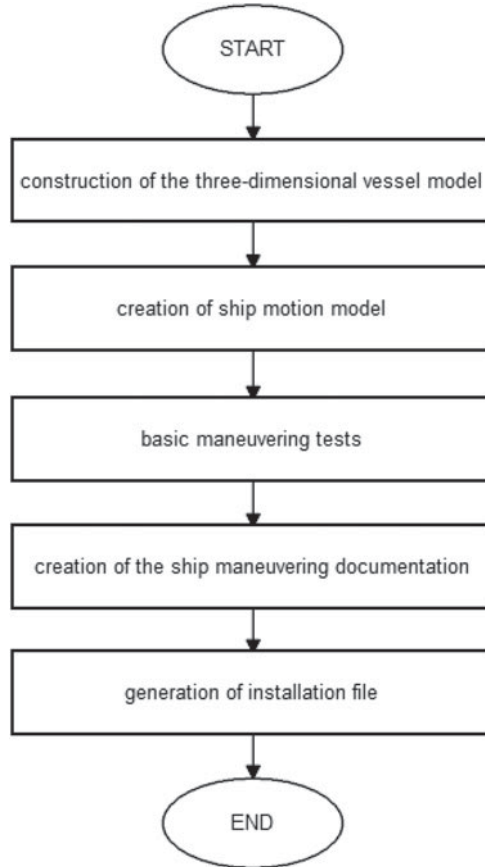 START
construction of the three-dimensional vessel model
creation of ship motion model
basic maneuvering tests
creation of the ship maneuvering documentation
generation of installation file
END